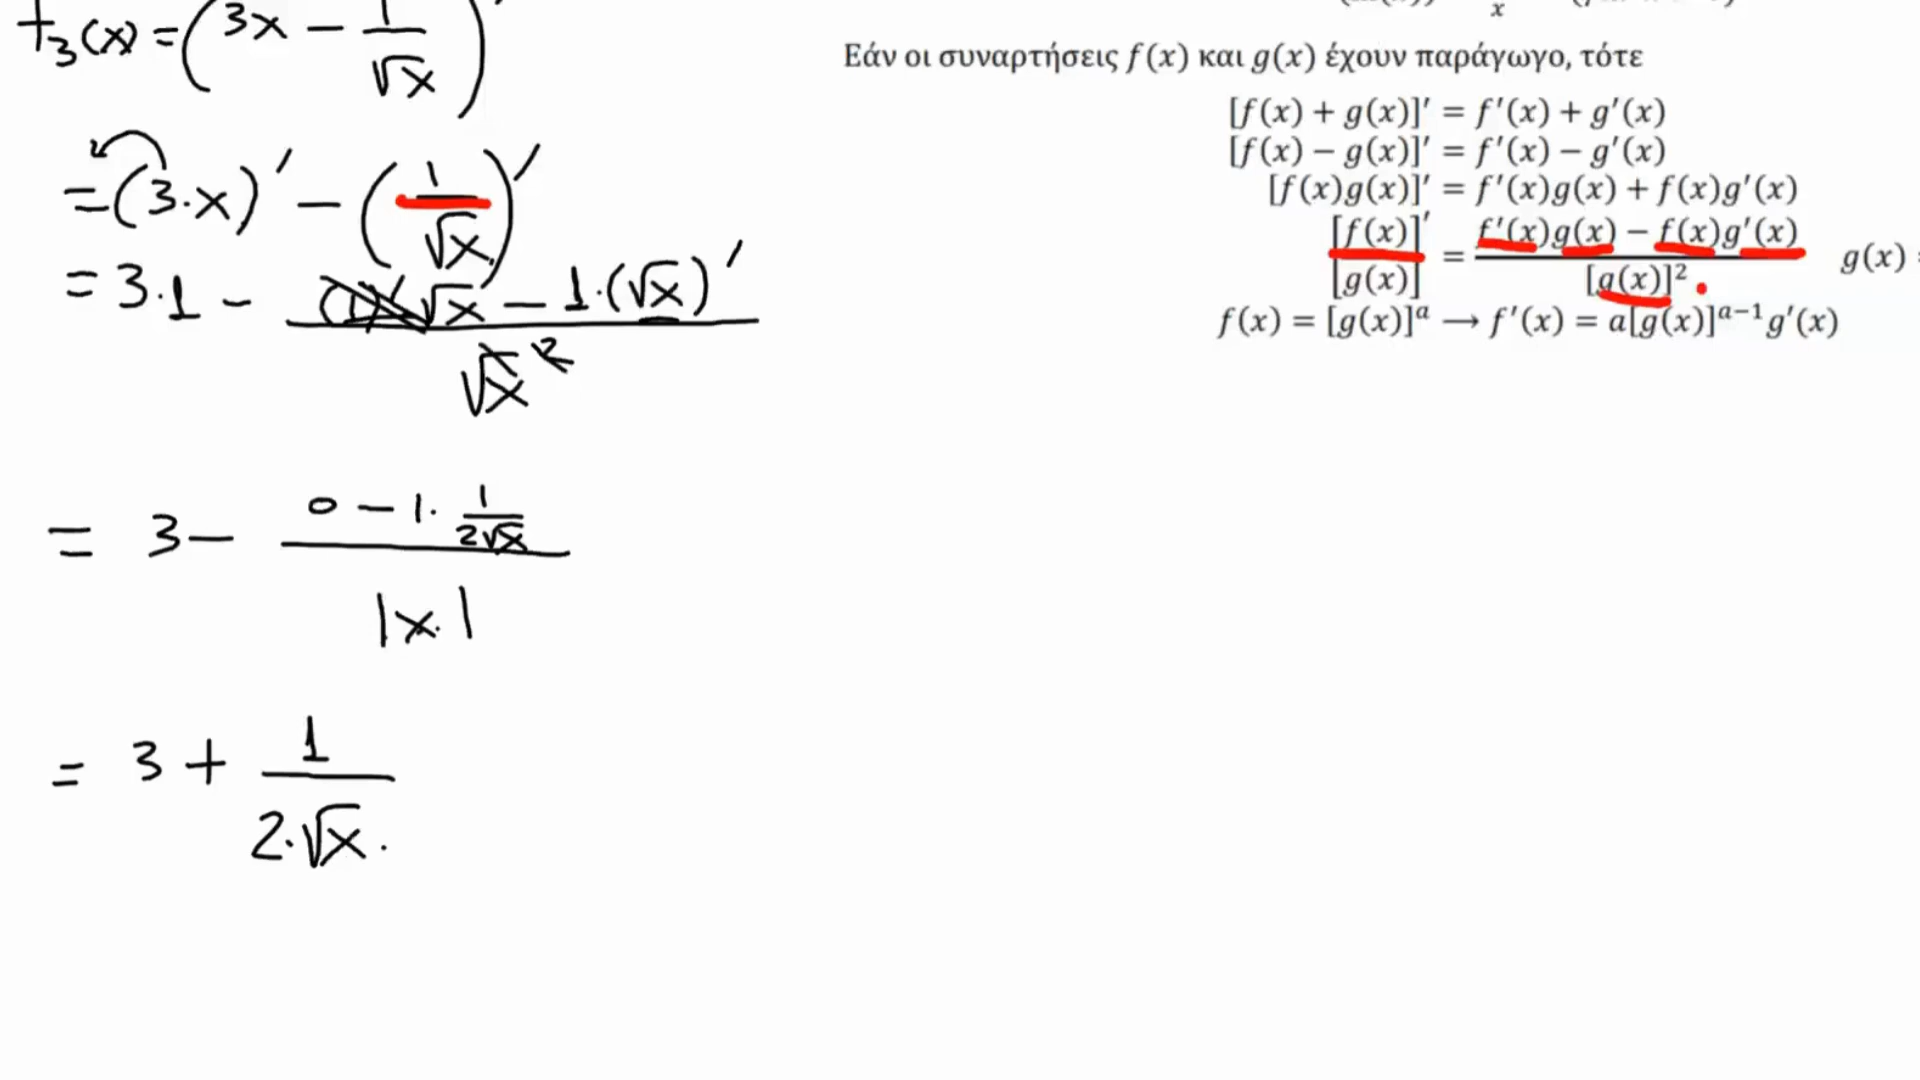 f₃(x) = (3x − 1/√x)′
= (3·x)′ − (1/√x)′
= 3·1 − ((1)′√x − 1·(√x)′)/√x²
= 3 − (0 − 1·1/(2√x))/|x|
= 3 + 1/(2·√x)
Εάν οι συναρτήσεις f(x) και g(x) έχουν παράγωγο, τότε
[f(x) + g(x)]′ = f′(x) + g′(x)
[f(x) − g(x)]′ = f′(x) − g′(x)
[f(x)g(x)]′ = f′(x)g(x) + f(x)g′(x)
[f(x)/g(x)]′ = (f′(x)g(x) − f(x)g′(x))/[g(x)]² g(x)
f(x) = [g(x)]ᵃ → f′(x) = a[g(x)]ᵃ⁻¹g′(x)